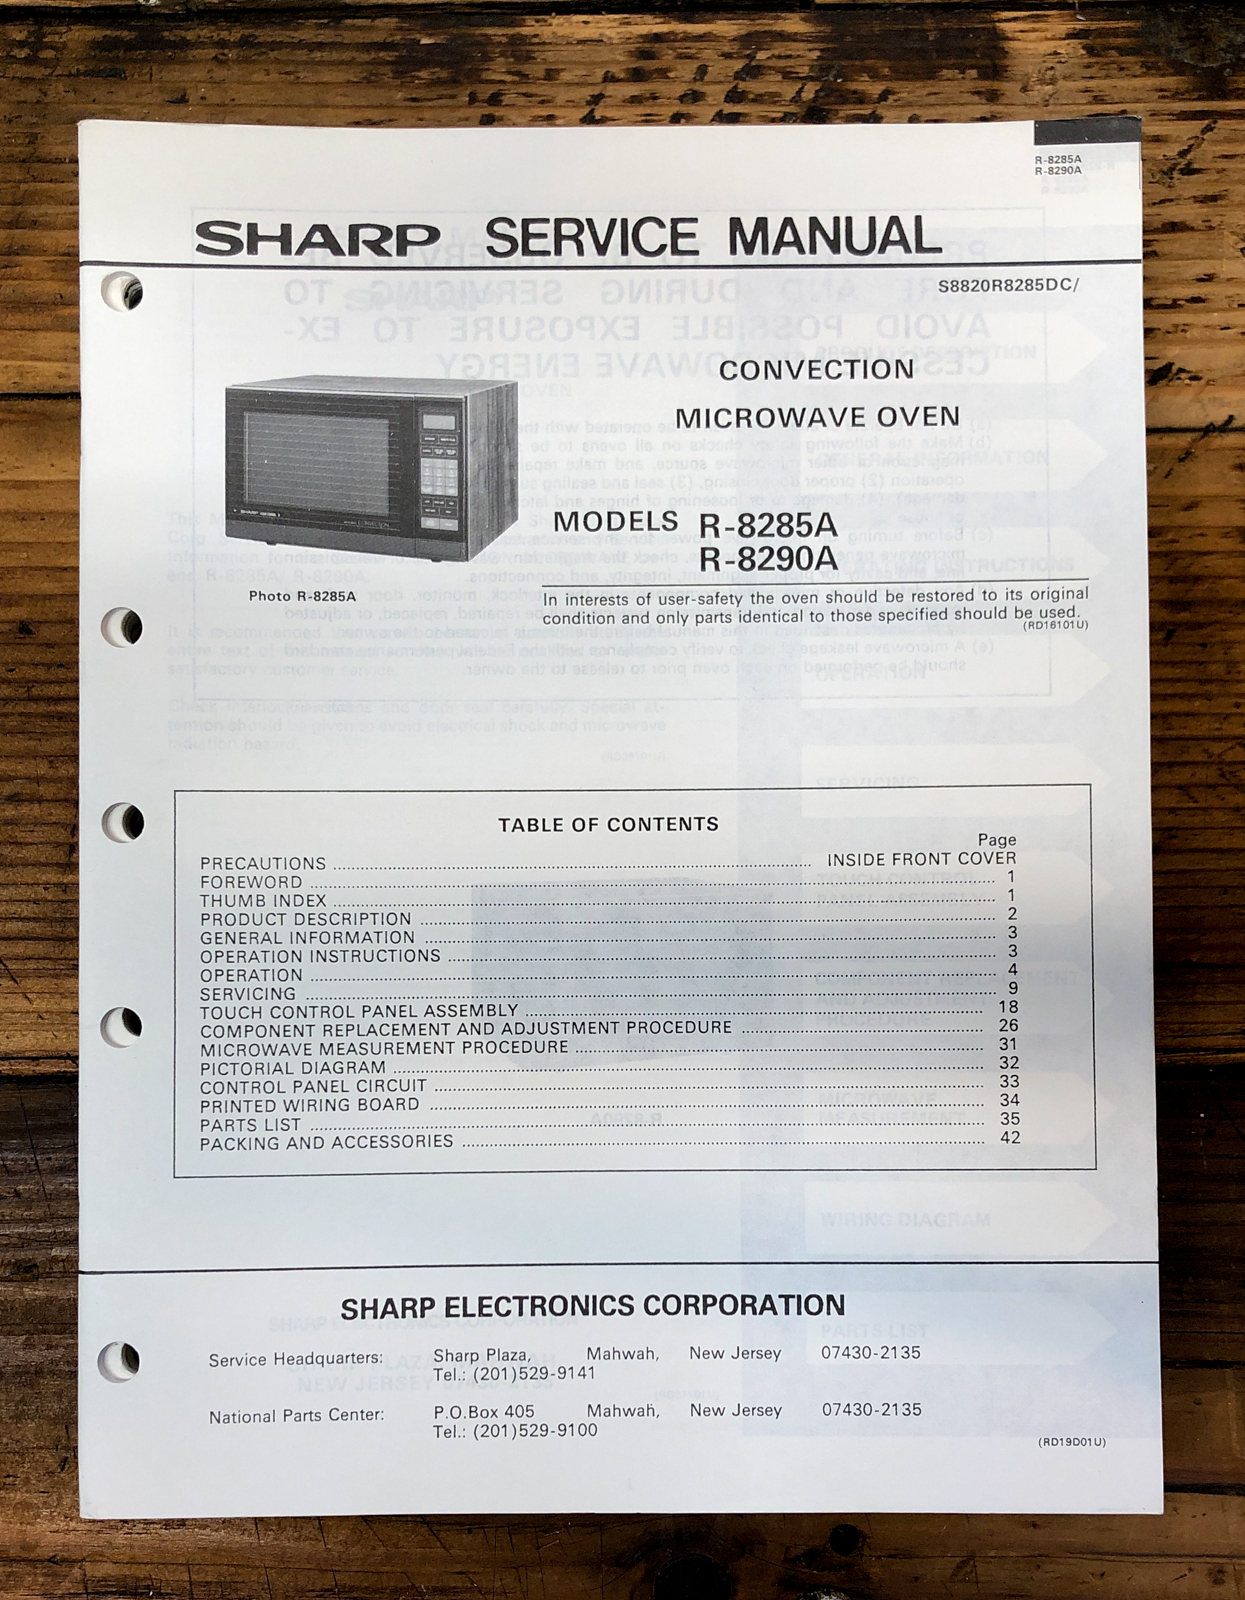 R-8285A
R-8290A
SHARP SERVICE MANUAL
S8820R8285DC/
CONVECTION
MICROWAVE OVEN
MODELS R-8285A
R-8290A
Photo R-8285A
In interests of user-safety the oven should be restored to its original
condition and only parts identical to those specified should be used.
(RD16101U)
TABLE OF CONTENTS
Page
PRECAUTIONS ........ INSIDE FRONT COVER
FOREWORD ........ 1
THUMB INDEX ........ 1
PRODUCT DESCRIPTION ........ 2
GENERAL INFORMATION ........ 3
OPERATION INSTRUCTIONS ........ 3
OPERATION ........ 4
SERVICING ........ 9
TOUCH CONTROL PANEL ASSEMBLY ........ 18
COMPONENT REPLACEMENT AND ADJUSTMENT PROCEDURE ........ 26
MICROWAVE MEASUREMENT PROCEDURE ........ 31
PICTORIAL DIAGRAM ........ 32
CONTROL PANEL CIRCUIT ........ 33
PRINTED WIRING BOARD ........ 34
PARTS LIST ........ 35
PACKING AND ACCESSORIES ........ 42
SHARP ELECTRONICS CORPORATION
Service Headquarters: Sharp Plaza, Mahwah, New Jersey 07430-2135
Tel.: (201)529-9141
National Parts Center: P.O.Box 405 Mahwah, New Jersey 07430-2135
Tel.: (201)529-9100
(RD19D01U)